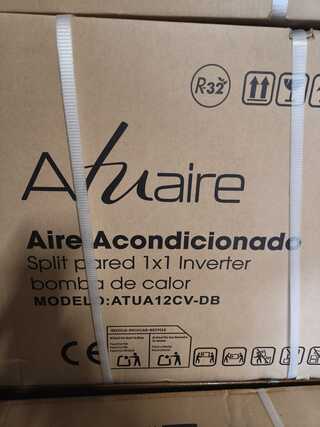 R-32
Atuaire
Aire Acondicionado
Split pared 1x1 Inverter
bomba de calor
MODELO:ATUA12CV-DB
CE